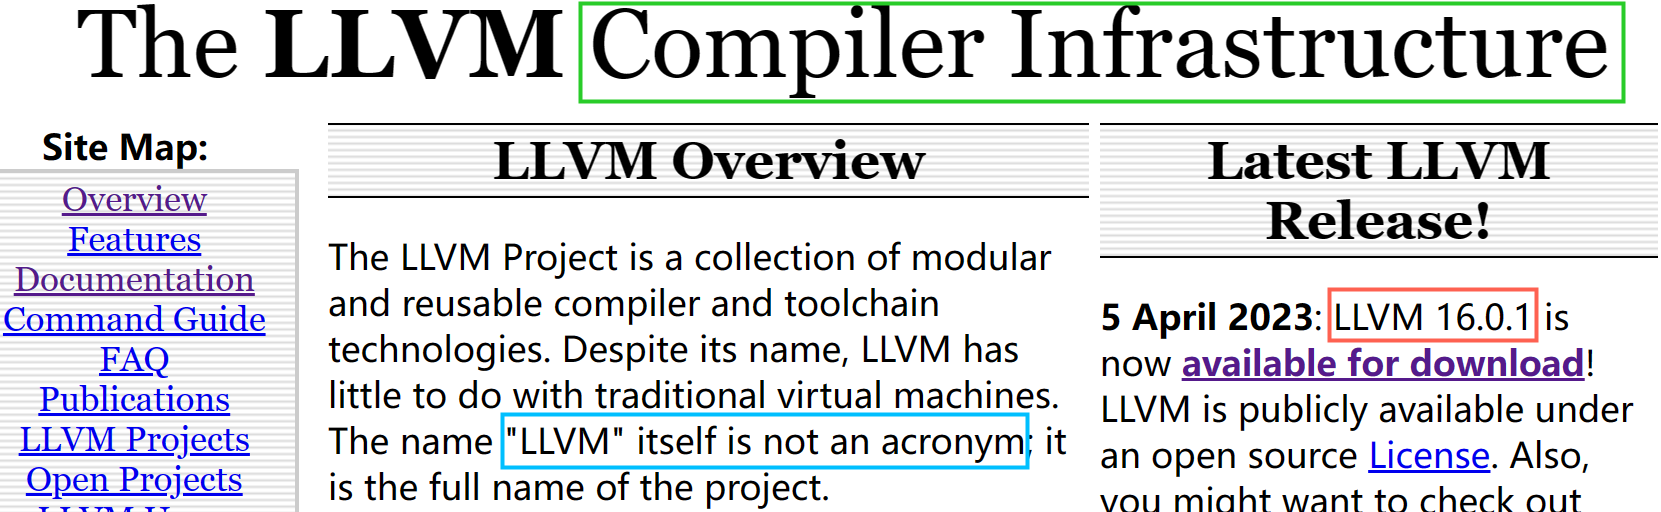 The LLVM Compiler Infrastructure
Site Map:
Overview
Features
Documentation
Command Guide
FAQ
Publications
LLVM Projects
Open Projects
LLVM Overview
The LLVM Project is a collection of modular
and reusable compiler and toolchain
technologies. Despite its name, LLVM has
little to do with traditional virtual machines.
The name "LLVM" itself is not an acronym; it
is the full name of the project.
Latest LLVM
Release!
5 April 2023: LLVM 16.0.1 is
now available for download!
LLVM is publicly available under
an open source License. Also,
you might want to check out